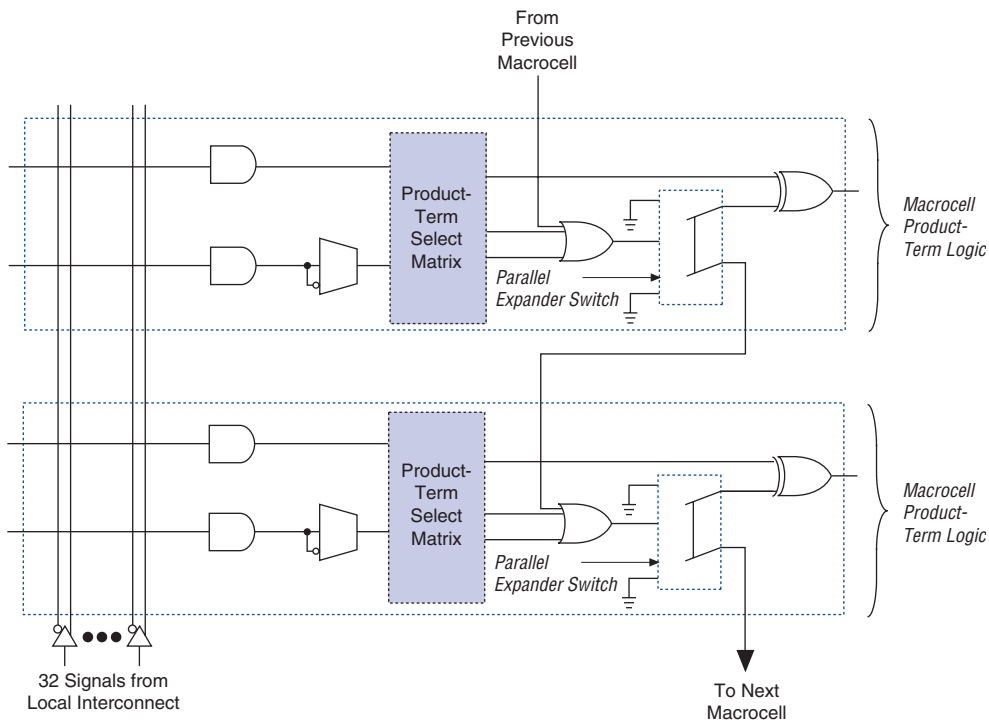 From
Previous
Macrocell
Product-
Term
Select
Matrix
Parallel
Expander Switch
Macrocell
Product-
Term Logic
Product-
Term
Select
Matrix
Parallel
Expander Switch
Macrocell
Product-
Term Logic
32 Signals from
Local Interconnect
To Next
Macrocell